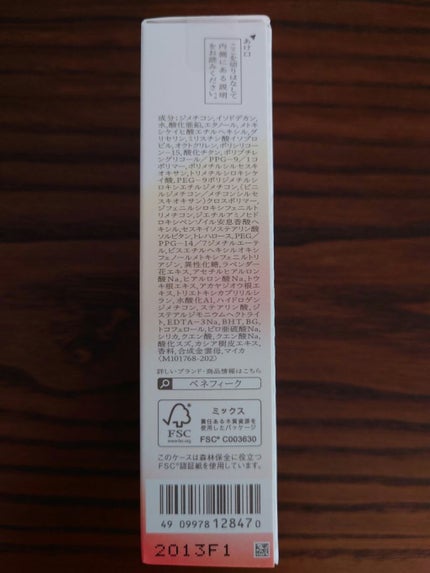 あけ口
ここを切りはなして
内側にある説明
をお読みください。
成分:ジメチコン,イソドデカン,
水,酸化亜鉛,エタノール,メトキ
シケイヒ酸エチルヘキシル,グ
リセリン,ミリスチン酸イソプロ
ピル,オクトクリレン,ポリシリコー
ン-15,酸化チタン,ポリブチレ
ングリコール/PPG-9/1コ
ポリマー,ポリメチルシルセス
キオキサン,トリメチルシロキシケ
イ酸,PEG-9ポリジメチルシロ
キシエチルジメチコン,(ビニ
ルジメチコン/メチコンシルセ
スキオキサン)クロスポリマー,
ジフェニルシロキシフェニルト
リメチコン,ジエチルアミノヒド
ロキシベンゾイル安息香酸ヘ
キシル,セスキイソステアリン酸
ソルビタン,トレハロース,PEG/
PPG-14/7ジメチルエーテ
ル,ビスエチルヘキシルオキシ
フェノールメトキシフェニルトリ
アジン,異性化糖,ラベンダー
花エキス,アセチルヒアルロン
酸Na,ヒアルロン酸Na,トウ
キ根エキス,アカヤジオウ根エ
キス,トリエトキシカプリリルシ
ラン,水酸化Al,ハイドロゲン
ジメチコン,ステアリン酸,ジ
ステアルジモニウムヘクトライ
ト,EDTA-3Na,BHT,BG,
トコフェロール,ピロ亜硫酸Na,
シリカ,クエン酸,クエン酸Na,
酸化スズ,カシア樹皮エキス,
香料,合成金雲母,マイカ
(M101768-202)
詳しいブランド・商品情報はこちら
ベネフィーク
FSC
www.fsc.org
ミックス
責任ある木質資源を
使用したパッケージ
FSC® C003630
このケースは森林保全に役立つ
FSC®認証紙を使用しています。
4 909978 128470
2013F1